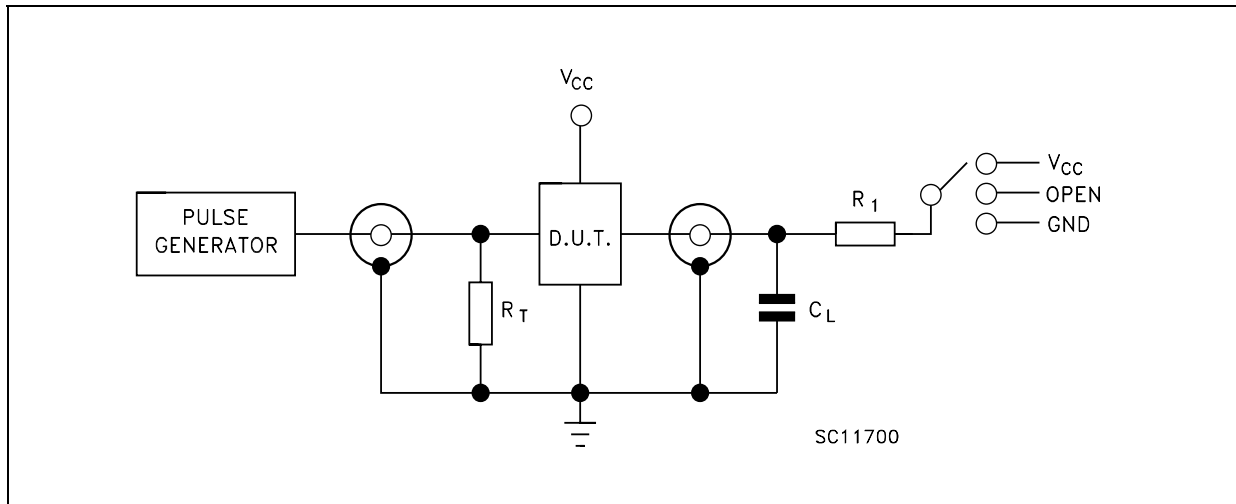 VCC
PULSE
GENERATOR
D.U.T.
RT
CL
R1
VCC
OPEN
GND
SC11700